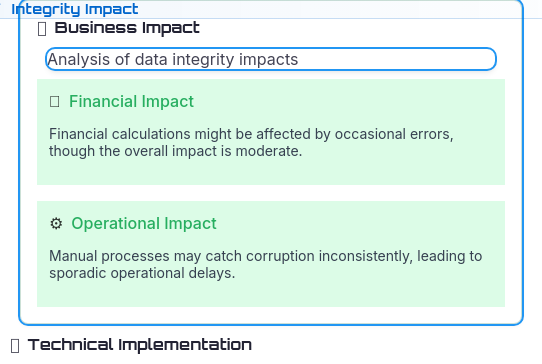 Integrity Impact
Business Impact
Analysis of data integrity impacts
Financial Impact
Financial calculations might be affected by occasional errors,
though the overall impact is moderate.
⚙ Operational Impact
Manual processes may catch corruption inconsistently, leading to
sporadic operational delays.
Technical Implementation